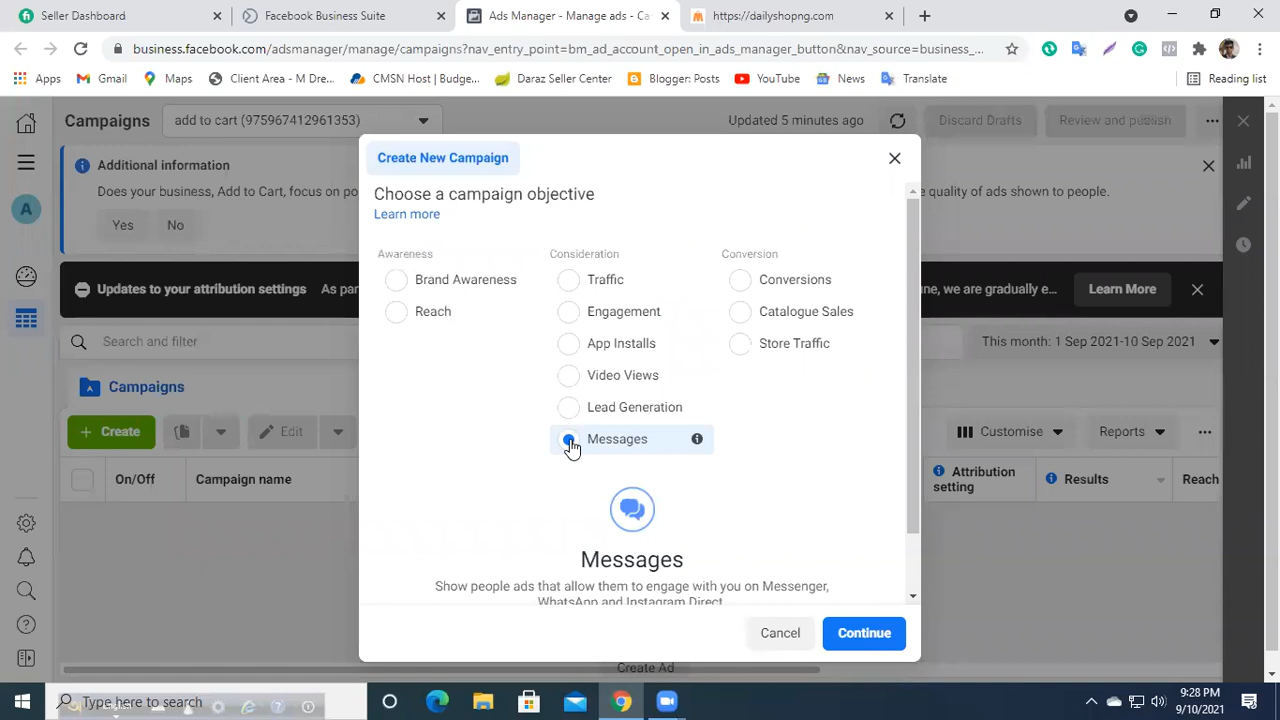 Seller Dashboard
Facebook Business Suite
Ads Manager - Manage ads - Ca
https://dailyshopng.com
business.facebook.com/adsmanager/manage/campaigns?nav_entry_point=bm_ad_account_open_in_ads_manager_button&nav_source=business_...
Apps
Gmail
Maps
Client Area - M Dre...
CMSN Host | Budge...
Daraz Seller Center
Blogger: Posts
YouTube
News
Translate
Reading list
Campaigns
add to cart (975967412961353)
Updated 5 minutes ago
Discard Drafts
Review and publish
Additional information
Does your business, Add to Cart, focus on po
e quality of ads shown to people.
Yes
No
A
Updates to your attribution settings
As par
ne, we are gradually e...
Learn More
Search and filter
This month: 1 Sep 2021-10 Sep 2021
Campaigns
+ Create
Edit
Customise
Reports
On/Off
Campaign name
Attribution
setting
Results
Reach
Create New Campaign
Choose a campaign objective
Learn more
Awareness
Brand Awareness
Reach
Consideration
Traffic
Engagement
App Installs
Video Views
Lead Generation
Messages
Conversion
Conversions
Catalogue Sales
Store Traffic
Messages
Show people ads that allow them to engage with you on Messenger,
WhatsApp and Instagram Direct.
Cancel
Continue
Create Ad
Type here to search
9:28 PM
9/10/2021